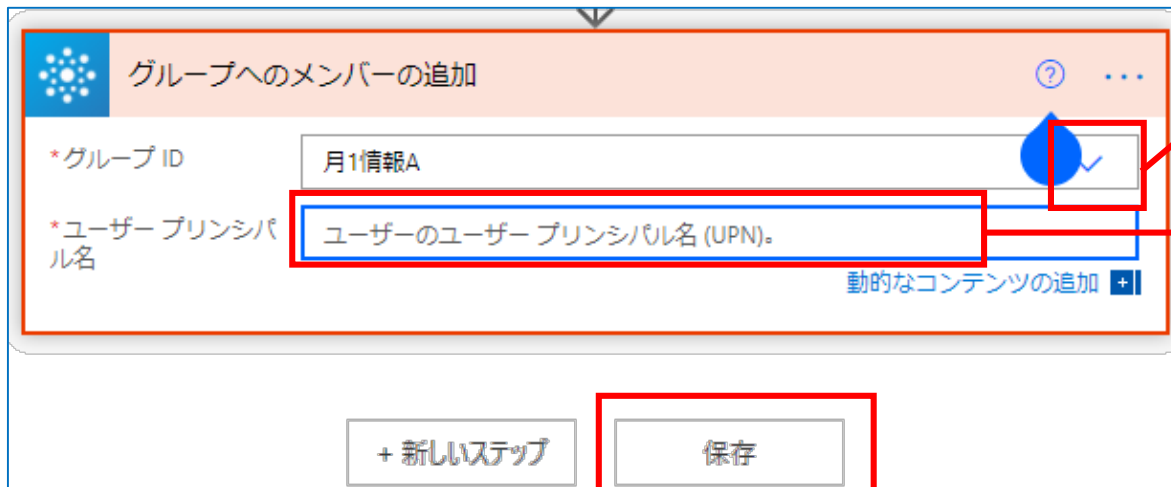 グループへのメンバーの追加
*グループ ID
月1情報A
*ユーザー プリンシパ
ル名
ユーザーのユーザー プリンシパル名 (UPN)。
動的なコンテンツの追加
+ 新しいステップ
保存